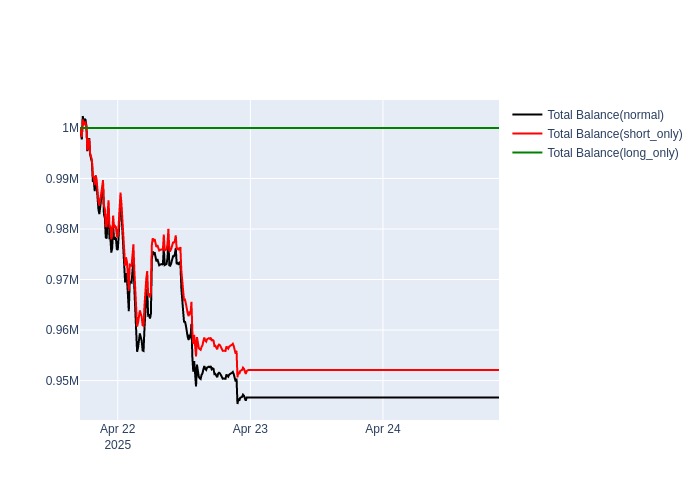 Total Balance(normal)
Total Balance(short_only)
Total Balance(long_only)
1M
0.99M
0.98M
0.97M
0.96M
0.95M
Apr 22
2025
Apr 23
Apr 24